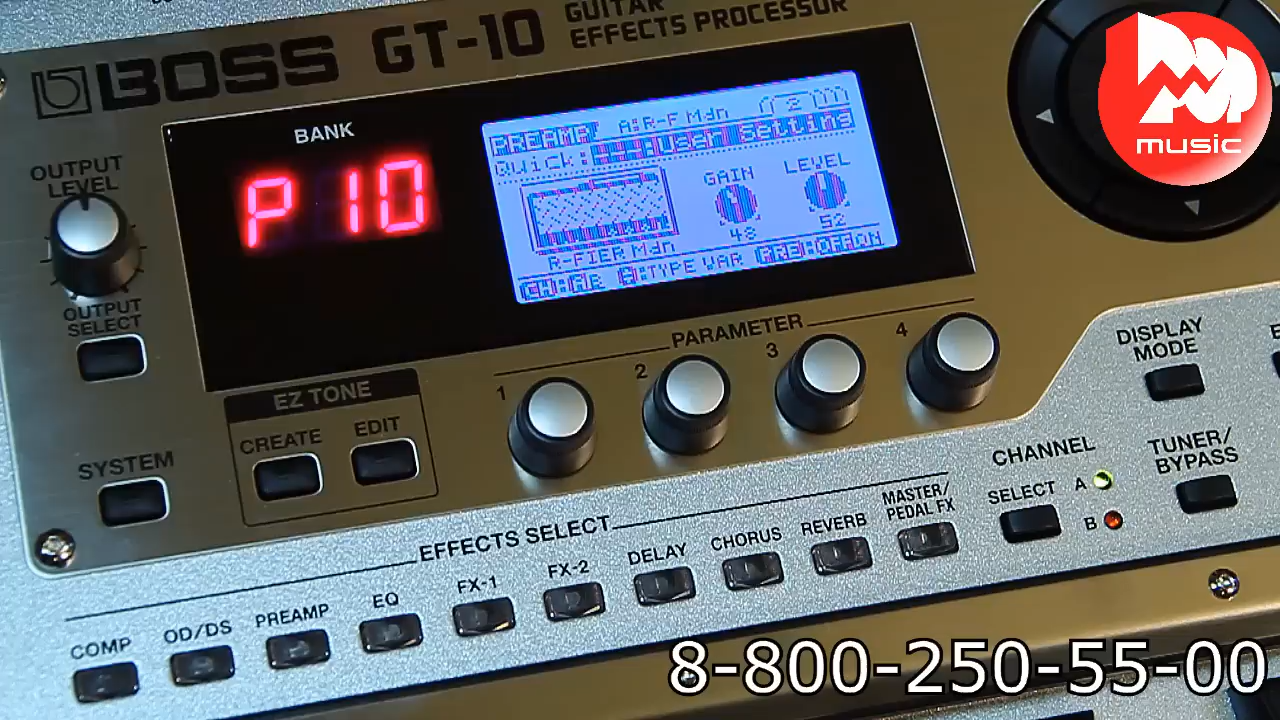 BOSS GT-10 GUITAR
EFFECTS PROCESSOR
POP
music
BANK
P 10
PREAMP A:R-F Mdn 2
Quick:--:User Setting
GAIN
LEVEL
48
52
R-FIER Mdn
TYPE VAR
OUTPUT
LEVEL
OUTPUT
SELECT
SYSTEM
EZ TONE
CREATE
EDIT
PARAMETER
1
2
3
4
DISPLAY
MODE
TUNER/
BYPASS
CHANNEL
SELECT
A
B
EFFECTS SELECT
COMP
OD/DS
PREAMP
EQ
FX-1
FX-2
DELAY
CHORUS
REVERB
MASTER/
PEDAL FX
8-800-250-55-00